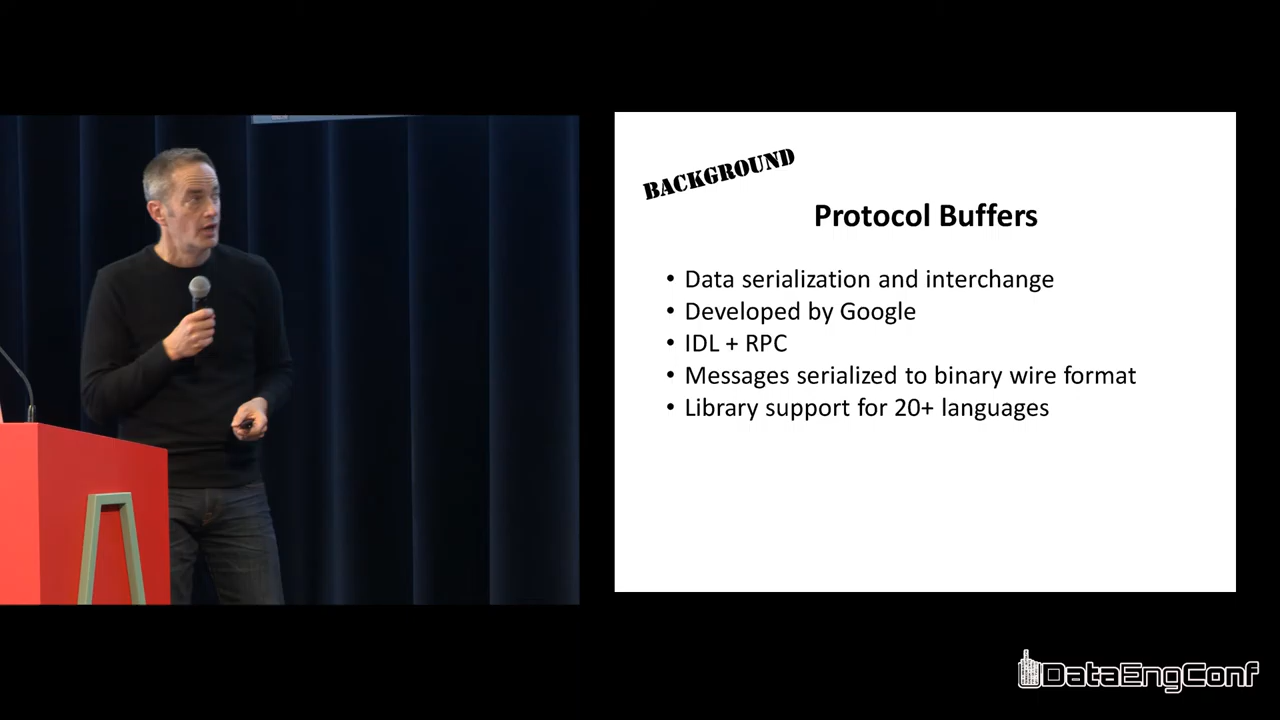 BACKGROUND
Protocol Buffers
• Data serialization and interchange
• Developed by Google
• IDL + RPC
• Messages serialized to binary wire format
• Library support for 20+ languages
DataEngConf